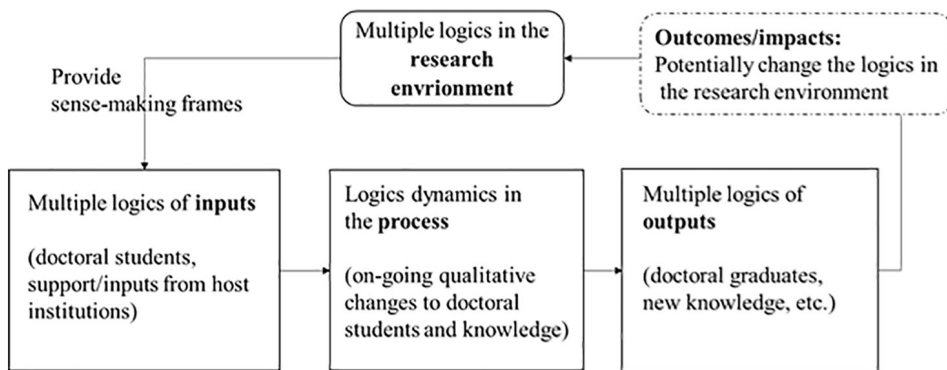 Multiple logics in the
research
envrionment
Outcomes/impacts:
Potentially change the logics in
the research environment
Provide
sense-making frames
Multiple logics of inputs
(doctoral students,
support/inputs from host
institutions)
Logics dynamics in
the process
(on-going qualitative
changes to doctoral
students and knowledge)
Multiple logics of
outputs
(doctoral graduates,
new knowledge, etc.)